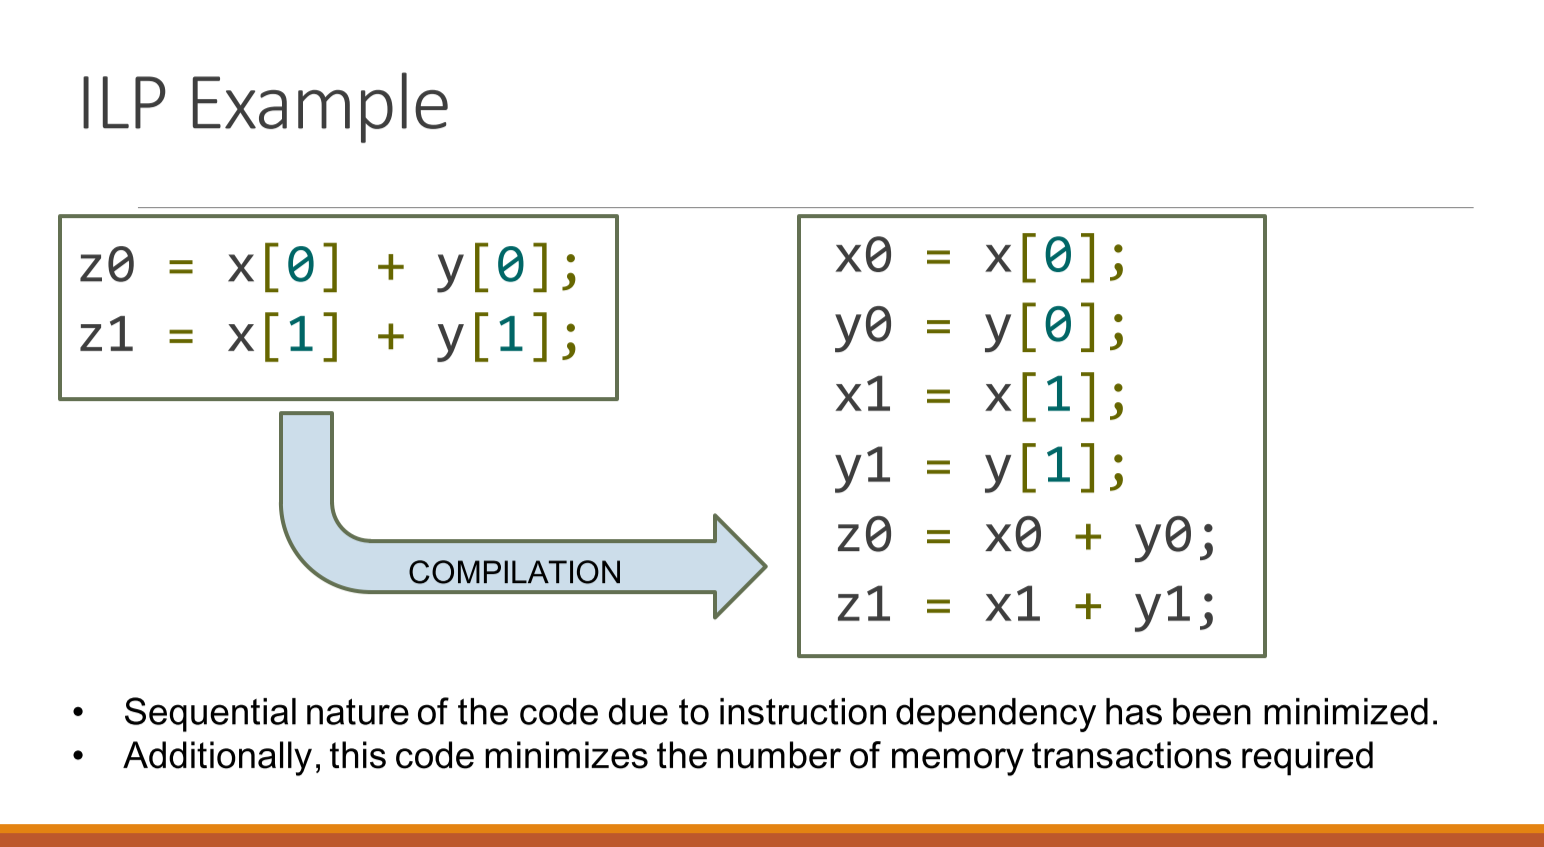 ILP Example
z0 = x[0] + y[0];
z1 = x[1] + y[1];
COMPILATION
x0 = x[0];
y0 = y[0];
x1 = x[1];
y1 = y[1];
z0 = x0 + y0;
z1 = x1 + y1;
• Sequential nature of the code due to instruction dependency has been minimized.
• Additionally, this code minimizes the number of memory transactions required